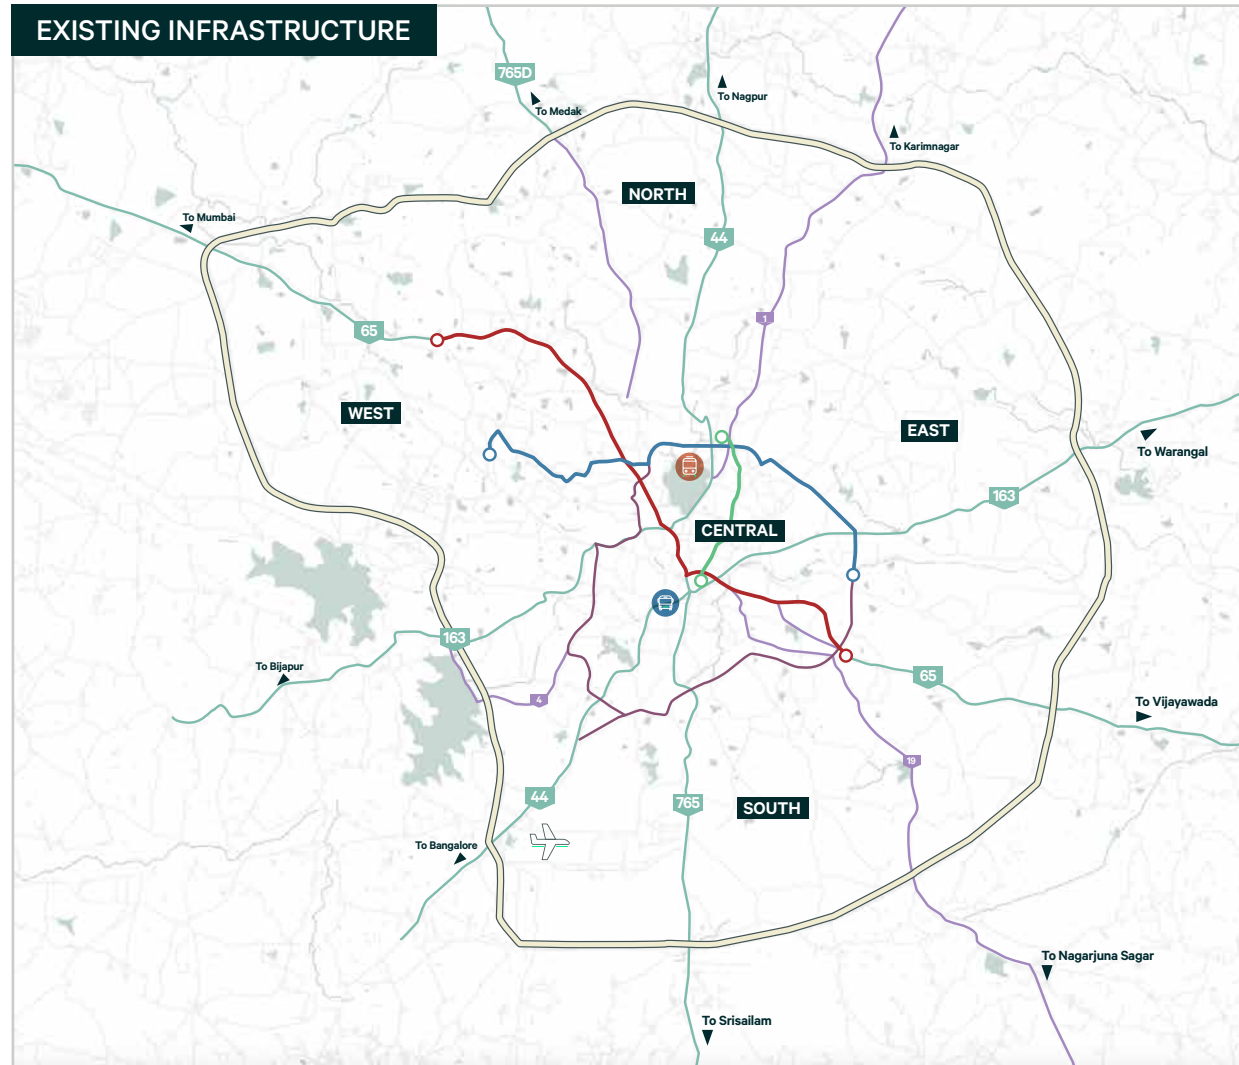 EXISTING INFRASTRUCTURE
765D
To Medak
To Nagpur
To Karimnagar
NORTH
To Mumbai
44
1
65
WEST
EAST
To Warangal
163
CENTRAL
163
To Bijapur
4
65
To Vijayawada
19
44
765
SOUTH
To Bangalore
To Nagarjuna Sagar
To Srisailam